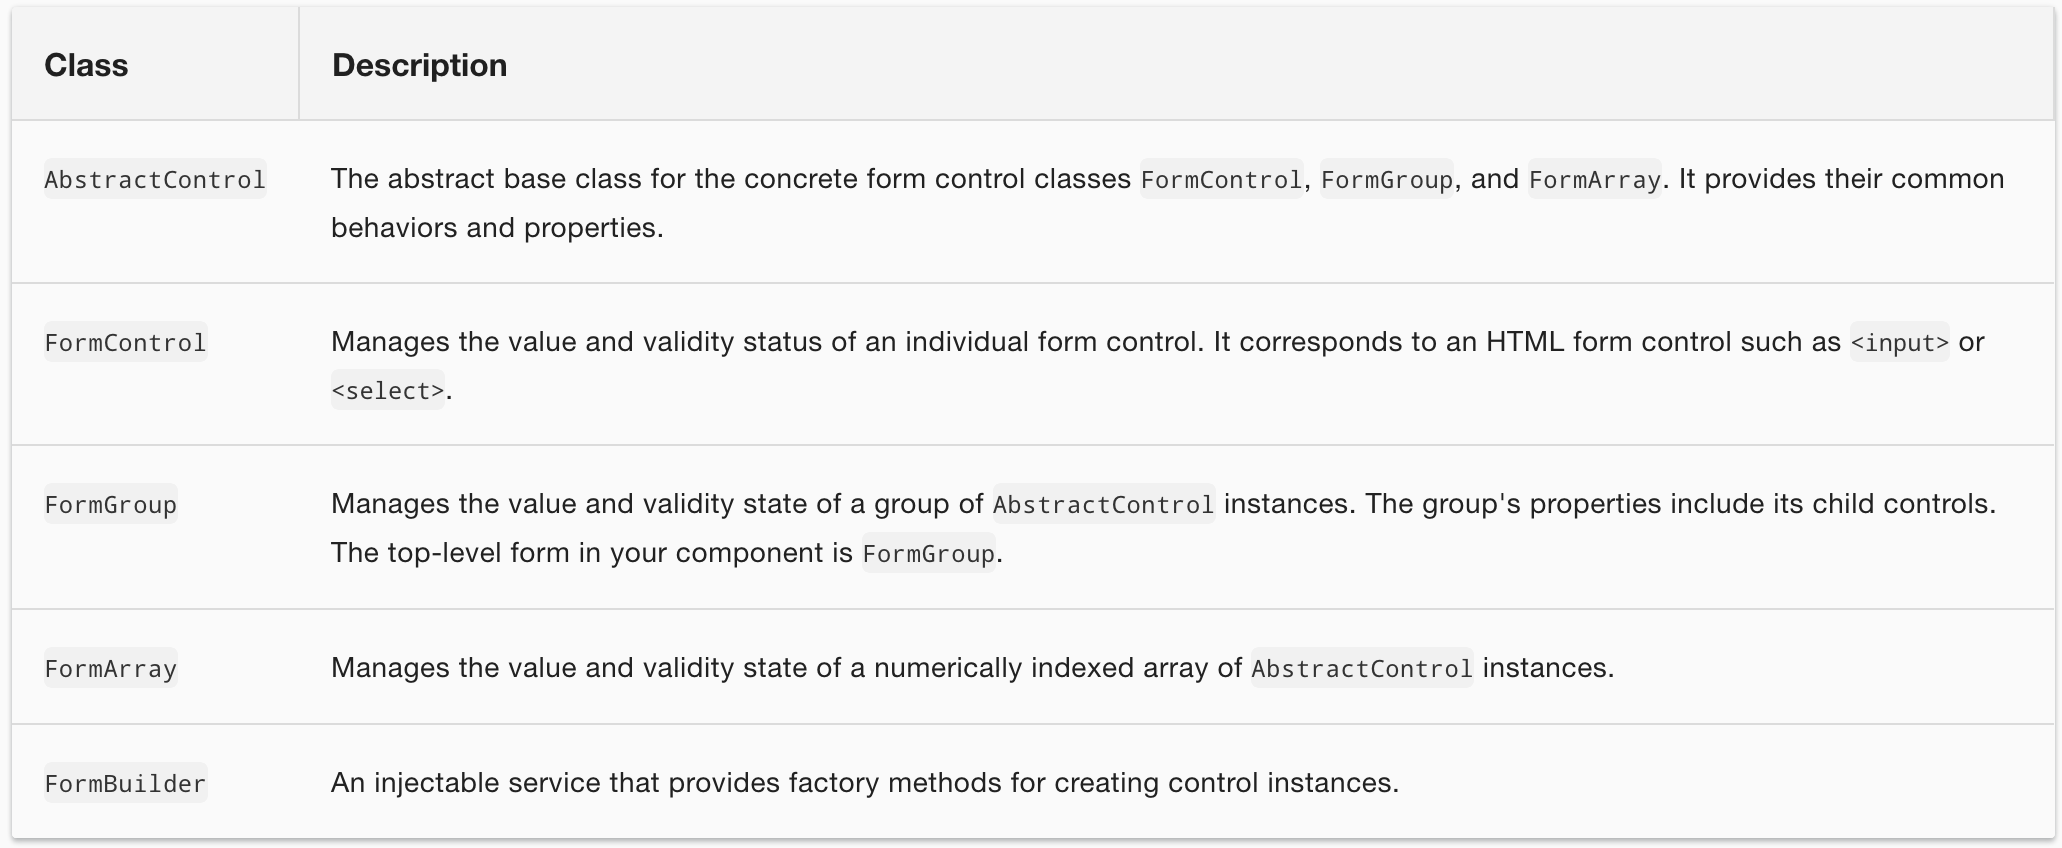 Class Description
AbstractControl The abstract base class for the concrete form control classes FormControl, FormGroup, and FormArray. It provides their common
behaviors and properties.
FormControl Manages the value and validity status of an individual form control. It corresponds to an HTML form control such as <input> or
<select>.
FormGroup Manages the value and validity state of a group of AbstractControl instances. The group's properties include its child controls.
The top-level form in your component is FormGroup.
FormArray Manages the value and validity state of a numerically indexed array of AbstractControl instances.
FormBuilder An injectable service that provides factory methods for creating control instances.